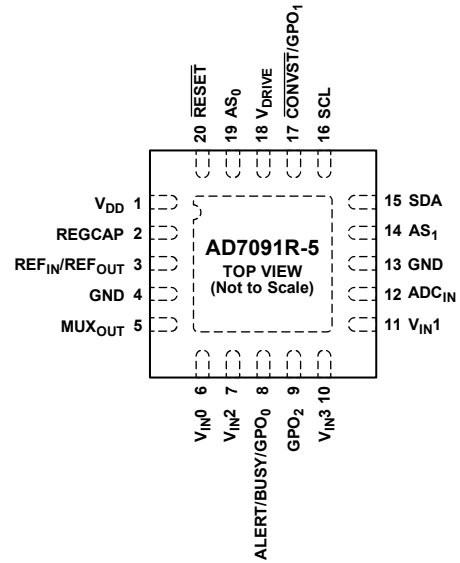 20 RESET
19 AS0
18 VDRIVE
17 CONVST/GPO1
16 SCL
VDD 1
REGCAP 2
REFIN/REFOUT 3
GND 4
MUXOUT 5
AD7091R-5
TOP VIEW
(Not to Scale)
15 SDA
14 AS1
13 GND
12 ADCIN
11 VIN1
VIN0 6
VIN2 7
ALERT/BUSY/GPO0 8
GPO2 9
VIN3 10